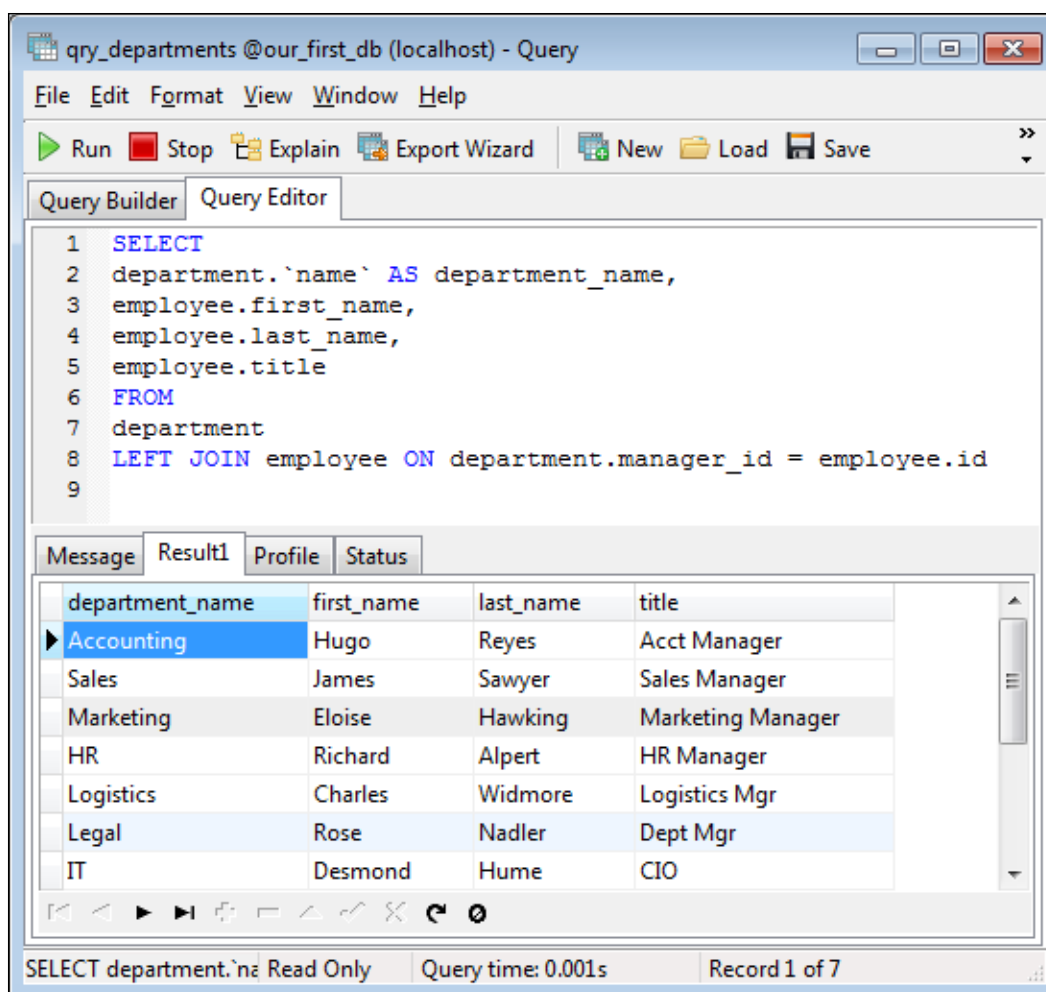 qry_departments @our_first_db (localhost) - Query
File Edit Format View Window Help
Run Stop Explain Export Wizard New Load Save »
Query Builder Query Editor
1 SELECT
2 department.`name` AS department_name,
3 employee.first_name,
4 employee.last_name,
5 employee.title
6 FROM
7 department
8 LEFT JOIN employee ON department.manager_id = employee.id
9
Message Result1 Profile Status
department_name first_name last_name title
Accounting Hugo Reyes Acct Manager
Sales James Sawyer Sales Manager
Marketing Eloise Hawking Marketing Manager
HR Richard Alpert HR Manager
Logistics Charles Widmore Logistics Mgr
Legal Rose Nadler Dept Mgr
IT Desmond Hume CIO
SELECT department.`na Read Only Query time: 0.001s Record 1 of 7